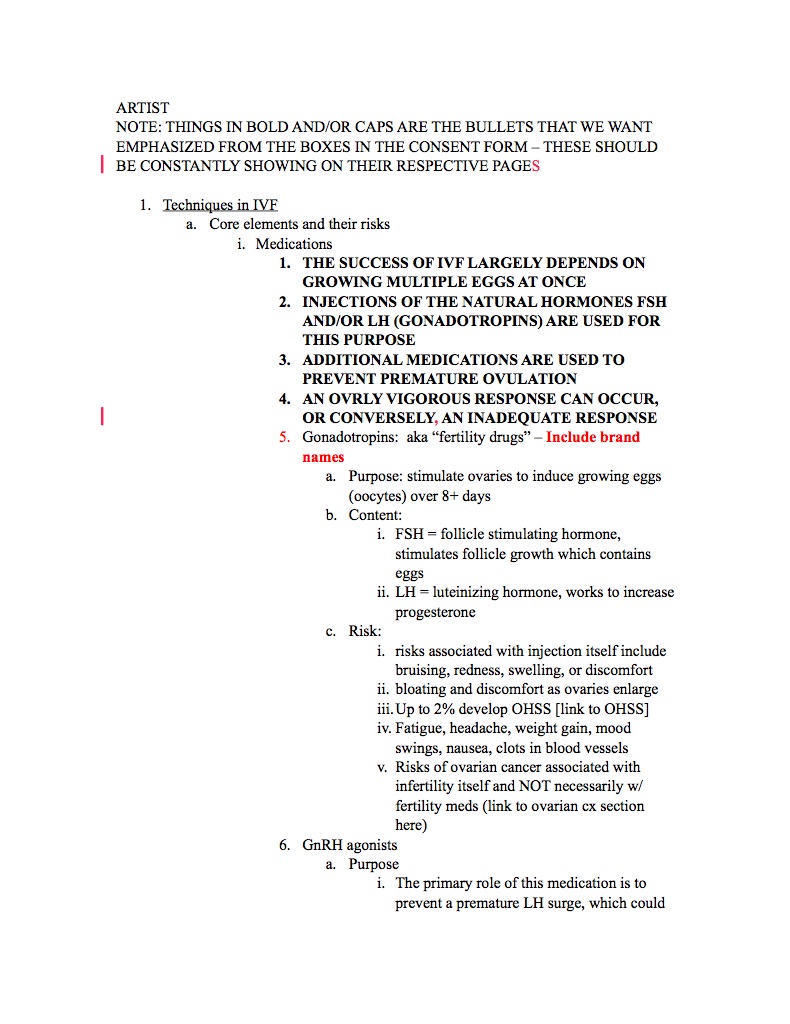 ARTIST
NOTE: THINGS IN BOLD AND/OR CAPS ARE THE BULLETS THAT WE WANT
EMPHASIZED FROM THE BOXES IN THE CONSENT FORM – THESE SHOULD
BE CONSTANTLY SHOWING ON THEIR RESPECTIVE PAGES
1. Techniques in IVF
a. Core elements and their risks
i. Medications
1. THE SUCCESS OF IVF LARGELY DEPENDS ON
GROWING MULTIPLE EGGS AT ONCE
2. INJECTIONS OF THE NATURAL HORMONES FSH
AND/OR LH (GONADOTROPINS) ARE USED FOR
THIS PURPOSE
3. ADDITIONAL MEDICATIONS ARE USED TO
PREVENT PREMATURE OVULATION
4. AN OVRLY VIGOROUS RESPONSE CAN OCCUR,
OR CONVERSELY, AN INADEQUATE RESPONSE
5. Gonadotropins: aka “fertility drugs” – Include brand
names
a. Purpose: stimulate ovaries to induce growing eggs
(oocytes) over 8+ days
b. Content:
i. FSH = follicle stimulating hormone,
stimulates follicle growth which contains
eggs
ii. LH = luteinizing hormone, works to increase
progesterone
c. Risk:
i. risks associated with injection itself include
bruising, redness, swelling, or discomfort
ii. bloating and discomfort as ovaries enlarge
iii. Up to 2% develop OHSS [link to OHSS]
iv. Fatigue, headache, weight gain, mood
swings, nausea, clots in blood vessels
v. Risks of ovarian cancer associated with
infertility itself and NOT necessarily w/
fertility meds (link to ovarian cx section
here)
6. GnRH agonists
a. Purpose
i. The primary role of this medication is to
prevent a premature LH surge, which could